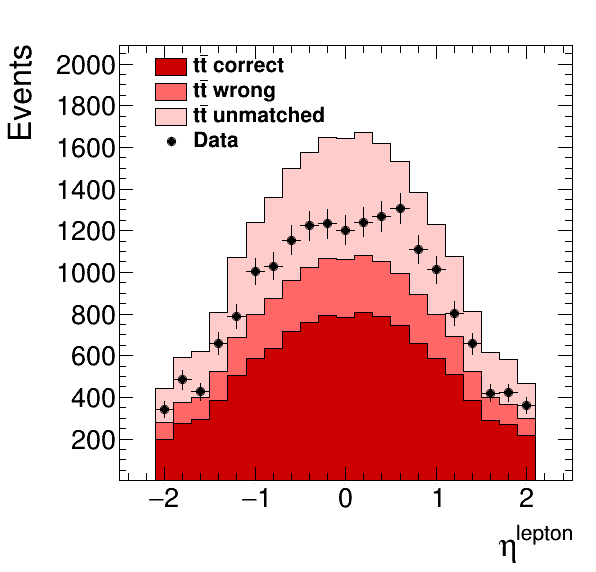 Events
2000
1800
1600
1400
1200
1000
800
600
400
200
tt̄ correct
tt̄ wrong
tt̄ unmatched
Data
−2 −1 0 1 2
η^lepton